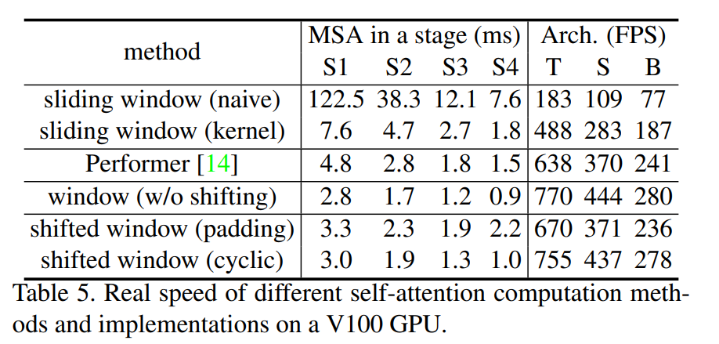 method MSA in a stage (ms) Arch. (FPS)
S1 S2 S3 S4 T S B
sliding window (naive) 122.5 38.3 12.1 7.6 183 109 77
sliding window (kernel) 7.6 4.7 2.7 1.8 488 283 187
Performer [14] 4.8 2.8 1.8 1.5 638 370 241
window (w/o shifting) 2.8 1.7 1.2 0.9 770 444 280
shifted window (padding) 3.3 2.3 1.9 2.2 670 371 236
shifted window (cyclic) 3.0 1.9 1.3 1.0 755 437 278
Table 5. Real speed of different self-attention computation meth-
ods and implementations on a V100 GPU.